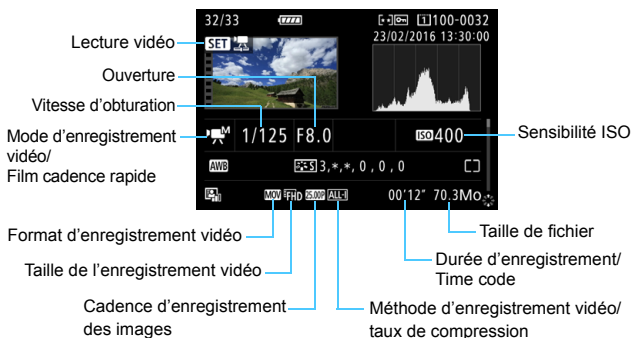 32/33 100-0032
SET 23/02/2016 13:30:00
Lecture vidéo
Ouverture
Vitesse d'obturation
Mode d'enregistrement
vidéo/
Film cadence rapide
M 1/125 F8.0 ISO 400
Sensibilité ISO
AWB S 3,*,*, 0 , 0 , 0
MOV FHD 25.00P ALL-I 00'12" 70.3Mo
Format d'enregistrement vidéo
Taille de fichier
Taille de l'enregistrement vidéo
Durée d'enregistrement/
Time code
Cadence d'enregistrement
des images
Méthode d'enregistrement vidéo/
taux de compression